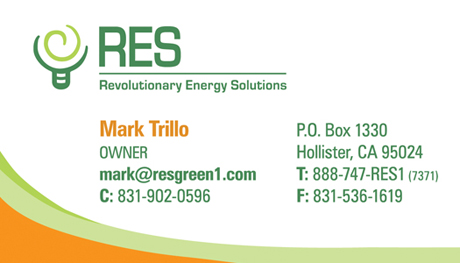 RES
Revolutionary Energy Solutions
Mark Trillo
OWNER
mark@resgreen1.com
C: 831-902-0596
P.O. Box 1330
Hollister, CA 95024
T: 888-747-RES1 (7371)
F: 831-536-1619